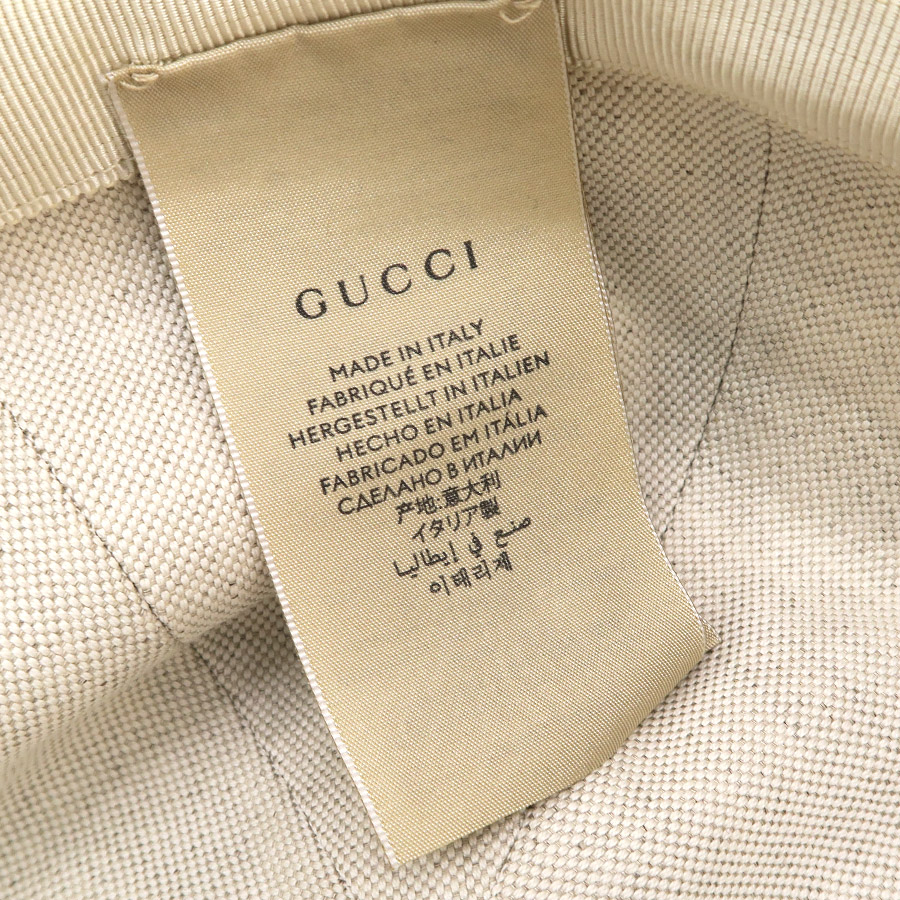 GUCCI
MADE IN ITALY
FABRIQUÉ EN ITALIE
HERGESTELLT IN ITALIEN
HECHO EN ITALIA
FABRICADO EM ITÁLIA
СДЕЛАНО В ИТАЛИИ
产地:意大利
イタリア製
صنع في إيطاليا
이태리제